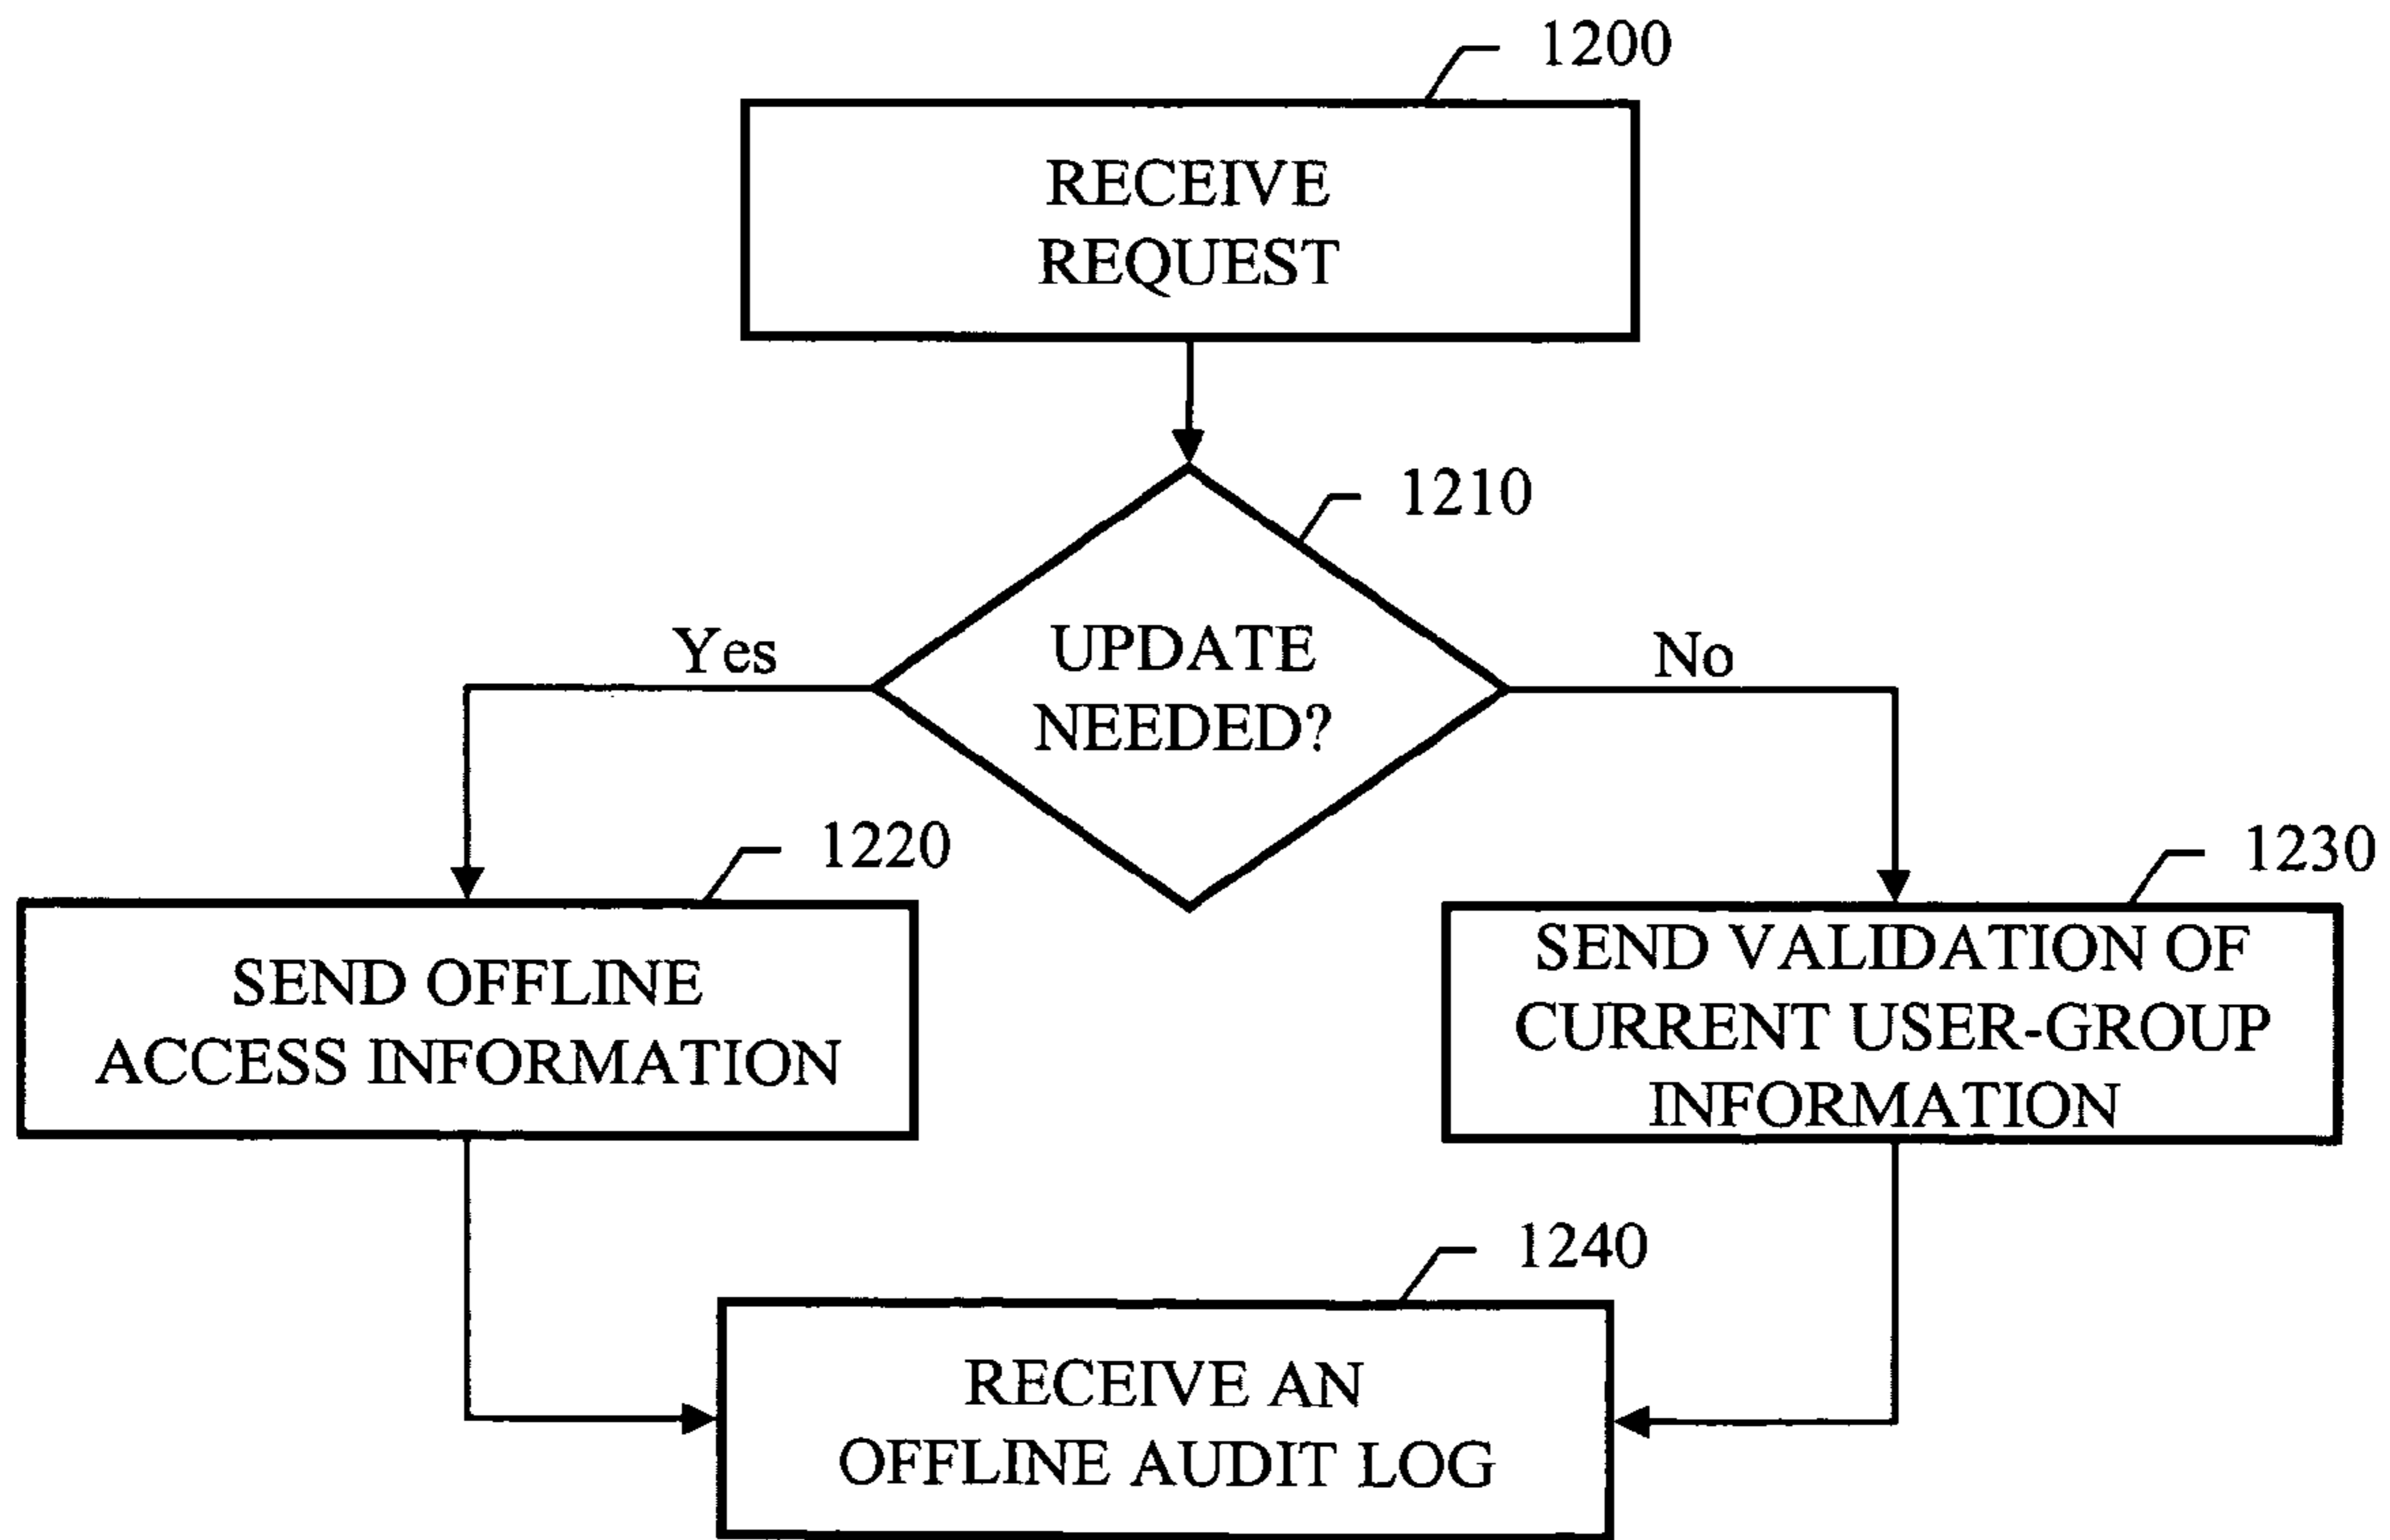 1200
RECEIVE
REQUEST
1210
UPDATE
NEEDED?
Yes
No
1220
SEND OFFLINE
ACCESS INFORMATION
1230
SEND VALIDATION OF
CURRENT USER-GROUP
INFORMATION
1240
RECEIVE AN
OFFLINE AUDIT LOG